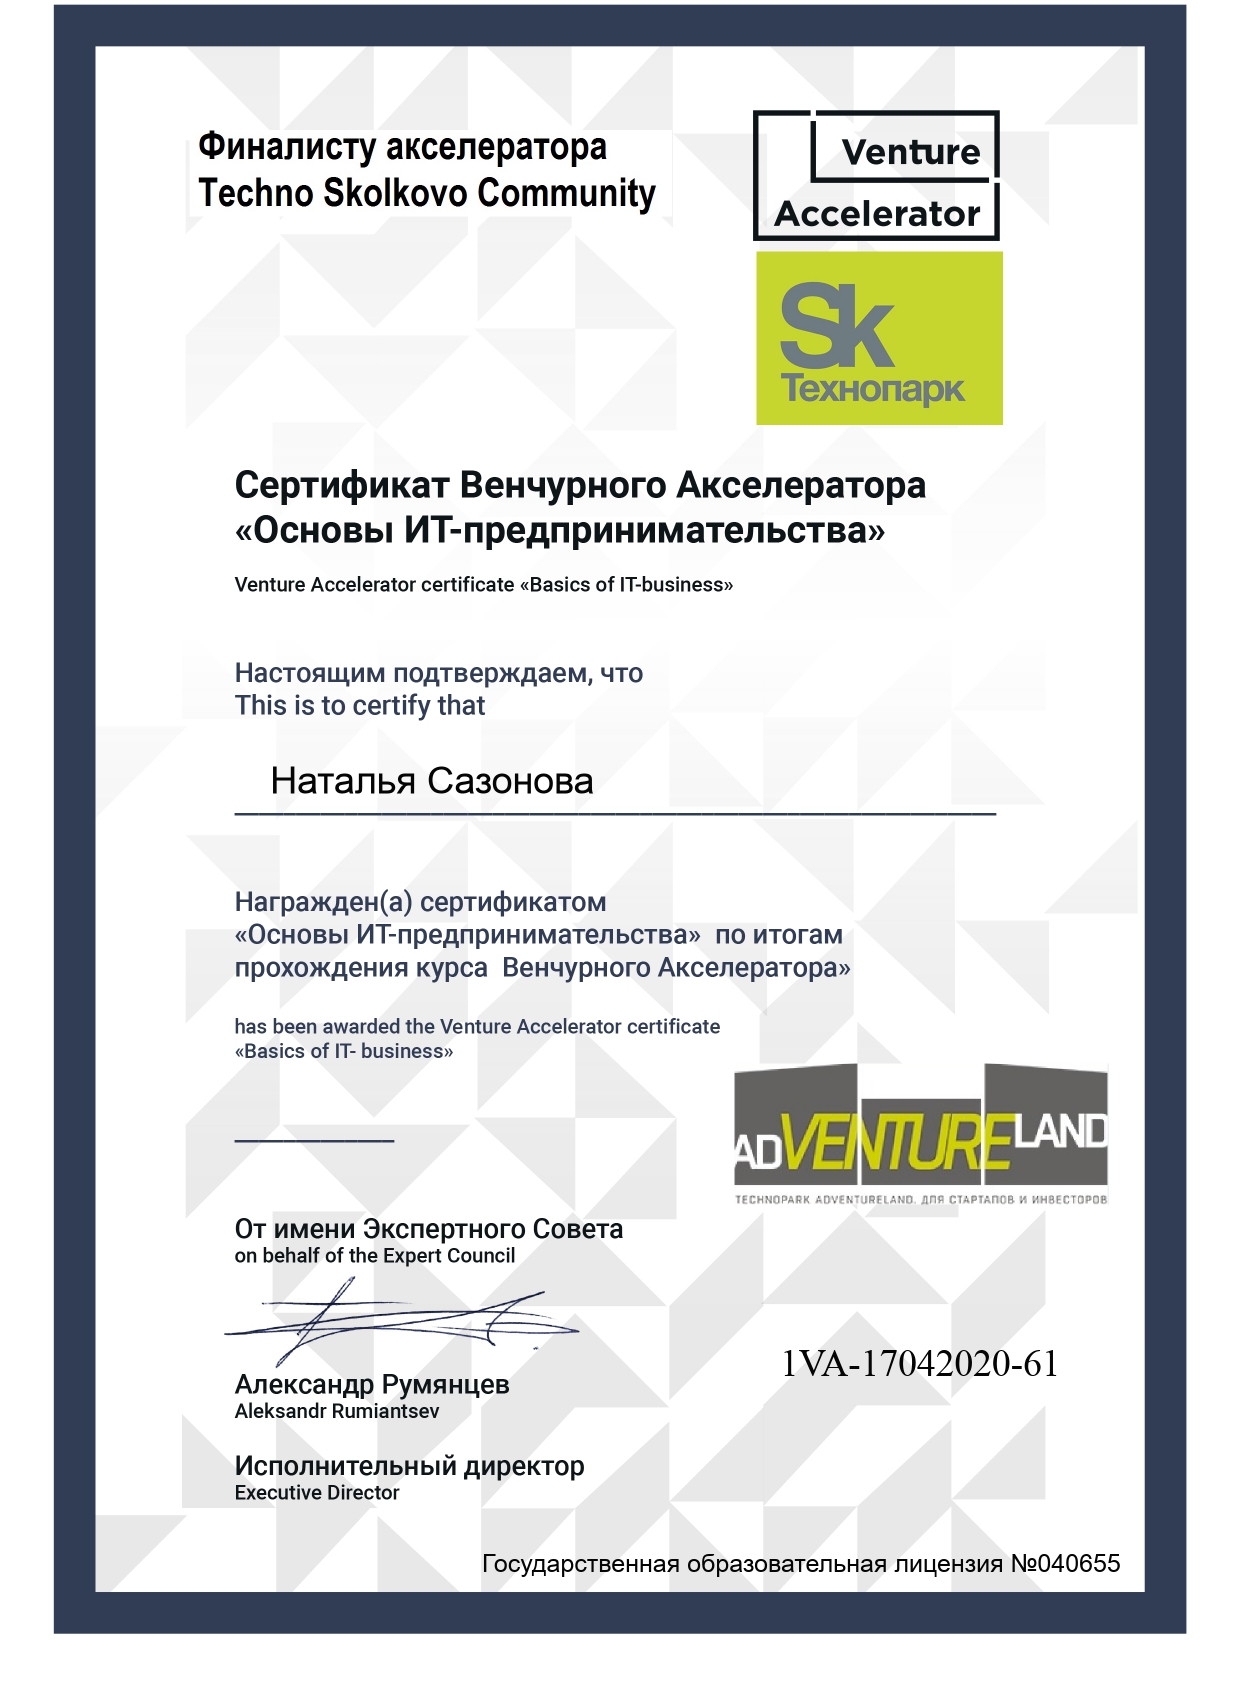 Финалисту акселератора
Techno Skolkovo Community
Venture
Accelerator
Sk
Технопарк
Сертификат Венчурного Акселератора
«Основы ИТ-предпринимательства»
Venture Accelerator certificate «Basics of IT-business»
Настоящим подтверждаем, что
This is to certify that
Наталья Сазонова
Награжден(а) сертификатом
«Основы ИТ-предпринимательства» по итогам
прохождения курса Венчурного Акселератора»
has been awarded the Venture Accelerator certificate
«Basics of IT- business»
ADVENTURELAND
TECHNOPARK ADVENTURELAND. ДЛЯ СТАРТАПОВ И ИНВЕСТОРОВ
От имени Экспертного Совета
on behalf of the Expert Council
1VA-17042020-61
Александр Румянцев
Aleksandr Rumiantsev
Исполнительный директор
Executive Director
Государственная образовательная лицензия №040655